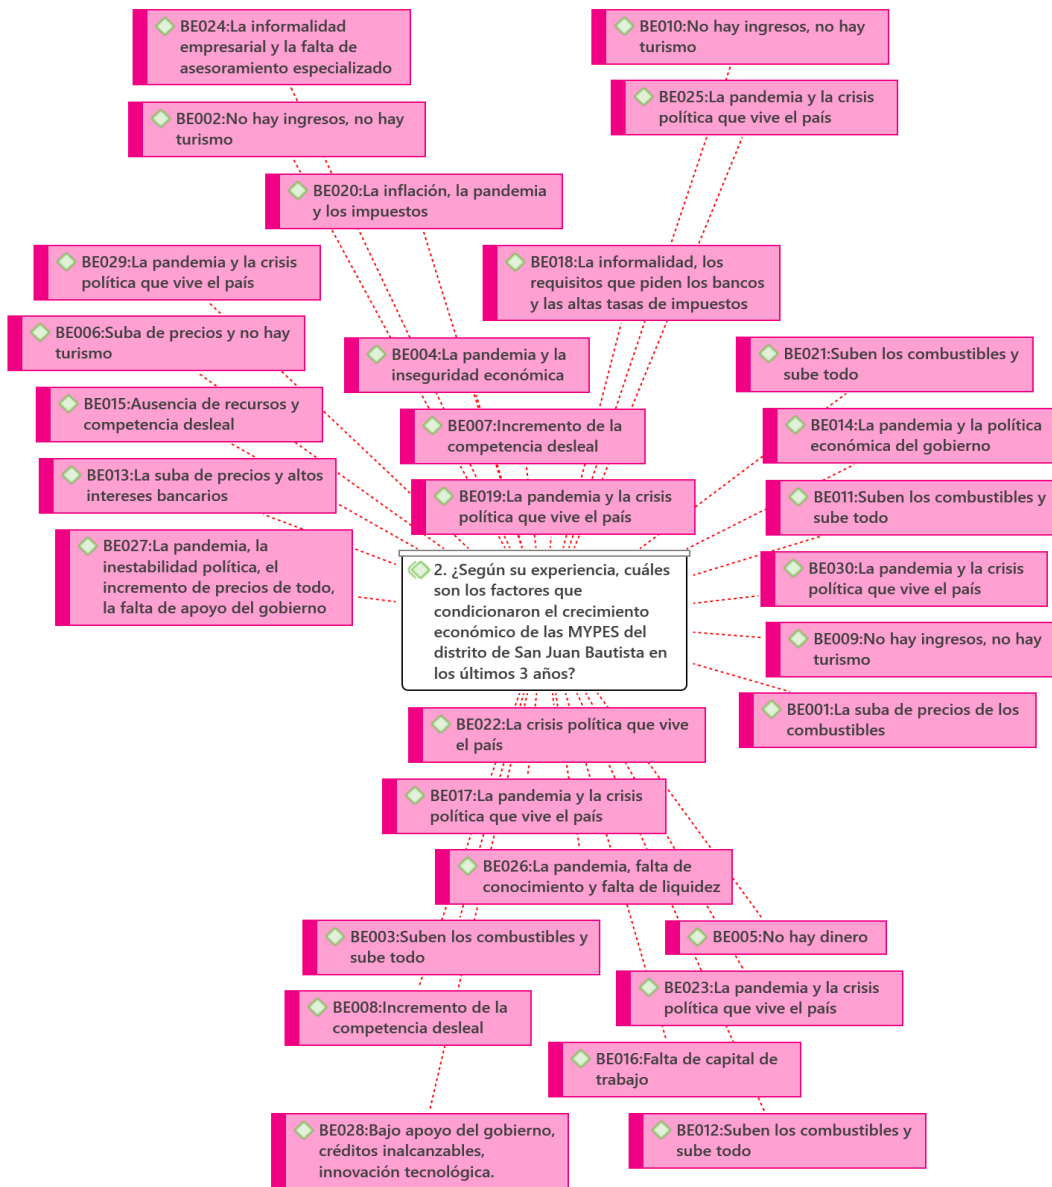 BE024:La informalidad
empresarial y la falta de
asesoramiento especializado
BE010:No hay ingresos, no hay
turismo
BE025:La pandemia y la crisis
política que vive el país
BE002:No hay ingresos, no hay
turismo
BE020:La inflación, la pandemia
y los impuestos
BE029:La pandemia y la crisis
política que vive el país
BE018:La informalidad, los
requisitos que piden los bancos
y las altas tasas de impuestos
BE006:Suba de precios y no hay
turismo
BE004:La pandemia y la
inseguridad económica
BE021:Suben los combustibles y
sube todo
BE015:Ausencia de recursos y
competencia desleal
BE007:Incremento de la
competencia desleal
BE014:La pandemia y la política
económica del gobierno
BE013:La suba de precios y altos
intereses bancarios
BE019:La pandemia y la crisis
política que vive el país
BE011:Suben los combustibles y
sube todo
BE027:La pandemia, la
inestabilidad política, el
incremento de precios de todo,
la falta de apoyo del gobierno
2. ¿Según su experiencia, cuáles
son los factores que
condicionaron el crecimiento
económico de las MYPES del
distrito de San Juan Bautista en
los últimos 3 años?
BE030:La pandemia y la crisis
política que vive el país
BE009:No hay ingresos, no hay
turismo
BE001:La suba de precios de los
combustibles
BE022:La crisis política que vive
el país
BE017:La pandemia y la crisis
política que vive el país
BE026:La pandemia, falta de
conocimiento y falta de liquidez
BE003:Suben los combustibles y
sube todo
BE005:No hay dinero
BE023:La pandemia y la crisis
política que vive el país
BE008:Incremento de la
competencia desleal
BE016:Falta de capital de
trabajo
BE028:Bajo apoyo del gobierno,
créditos inalcanzables,
innovación tecnológica.
BE012:Suben los combustibles y
sube todo